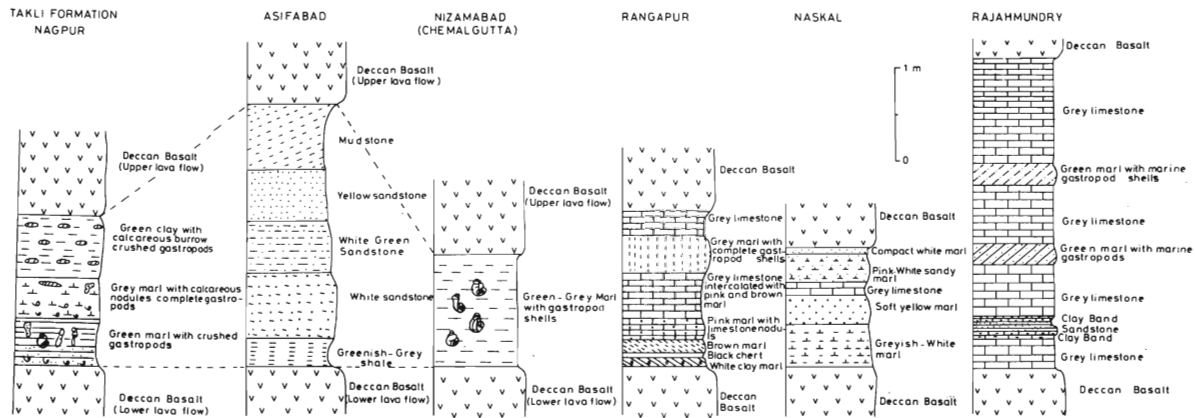 TAKLI FORMATION
NAGPUR
Deccan Basalt
(Upper lava flow)
Green clay with
calcareous burrow
crushed gastropods
Grey marl with calcareous
nodules complete gastro-
pods
Green marl with crushed
gastropods
Deccan Basalt
(Lower lava flow)
ASIFABAD
Deccan Basalt
(Upper lava flow)
Mudstone
Yellow sandstone
White Green
Sandstone
White sandstone
Greenish-Grey
shale
Deccan Basalt
(Lower lava flow)
NIZAMABAD
(CHEMALGUTTA)
Deccan Basalt
(Upper lava flow)
Green-Grey Marl
with gastropod
shells
Deccan Basalt
(Lower lava flow)
RANGAPUR
Deccan Basalt
Grey limestone
Grey marl with
complete gast-
ropod shells
Grey limestone
intercalated with
pink and brown
marl
Pink marl with
limestone nodu-
ls
Brown marl
Black chert
White clay marl
Deccan
Basalt
NASKAL
1 m
0
Deccan Basalt
Compact white marl
Pink-White sandy
marl
Grey limestone
Soft yellow marl
Greyish-White
marl
Deccan Basalt
RAJAHMUNDRY
Deccan Basalt
Grey limestone
Green marl with marine
gastropod shells
Grey limestone
Green marl with marine
gastropods
Grey limestone
Clay Band
Sandstone
Clay Band
Grey limestone
Deccan Basalt